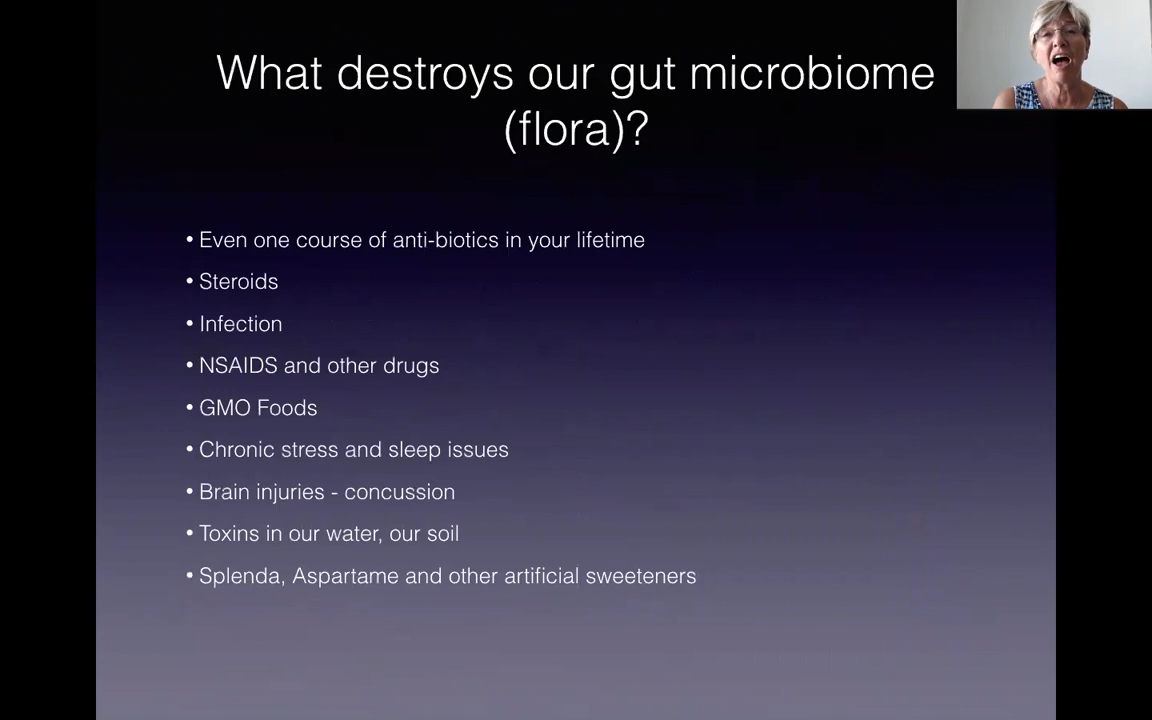 What destroys our gut microbiome
(flora)?
• Even one course of anti-biotics in your lifetime
• Steroids
• Infection
• NSAIDS and other drugs
• GMO Foods
• Chronic stress and sleep issues
• Brain injuries - concussion
• Toxins in our water, our soil
• Splenda, Aspartame and other artificial sweeteners